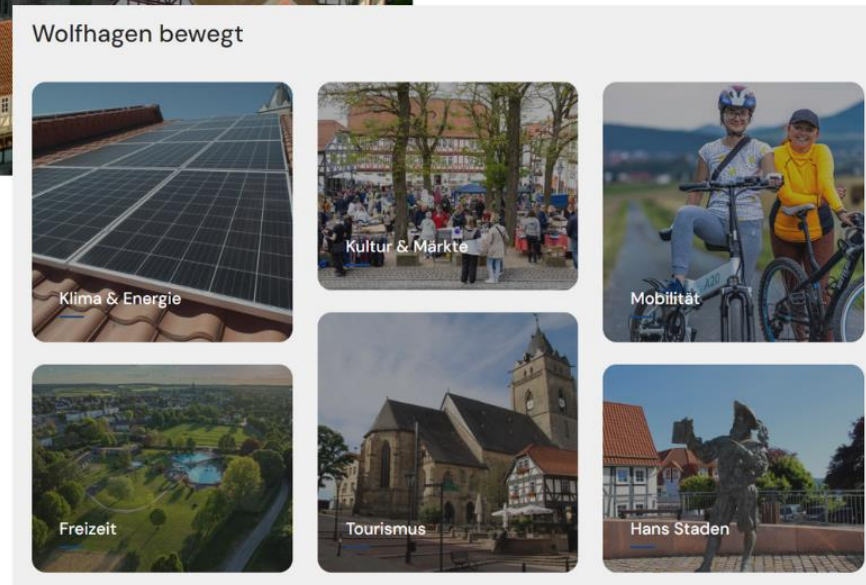 Wolfhagen bewegt
Klima & Energie
Kultur & Märkte
Mobilität
Freizeit
Tourismus
Hans Staden